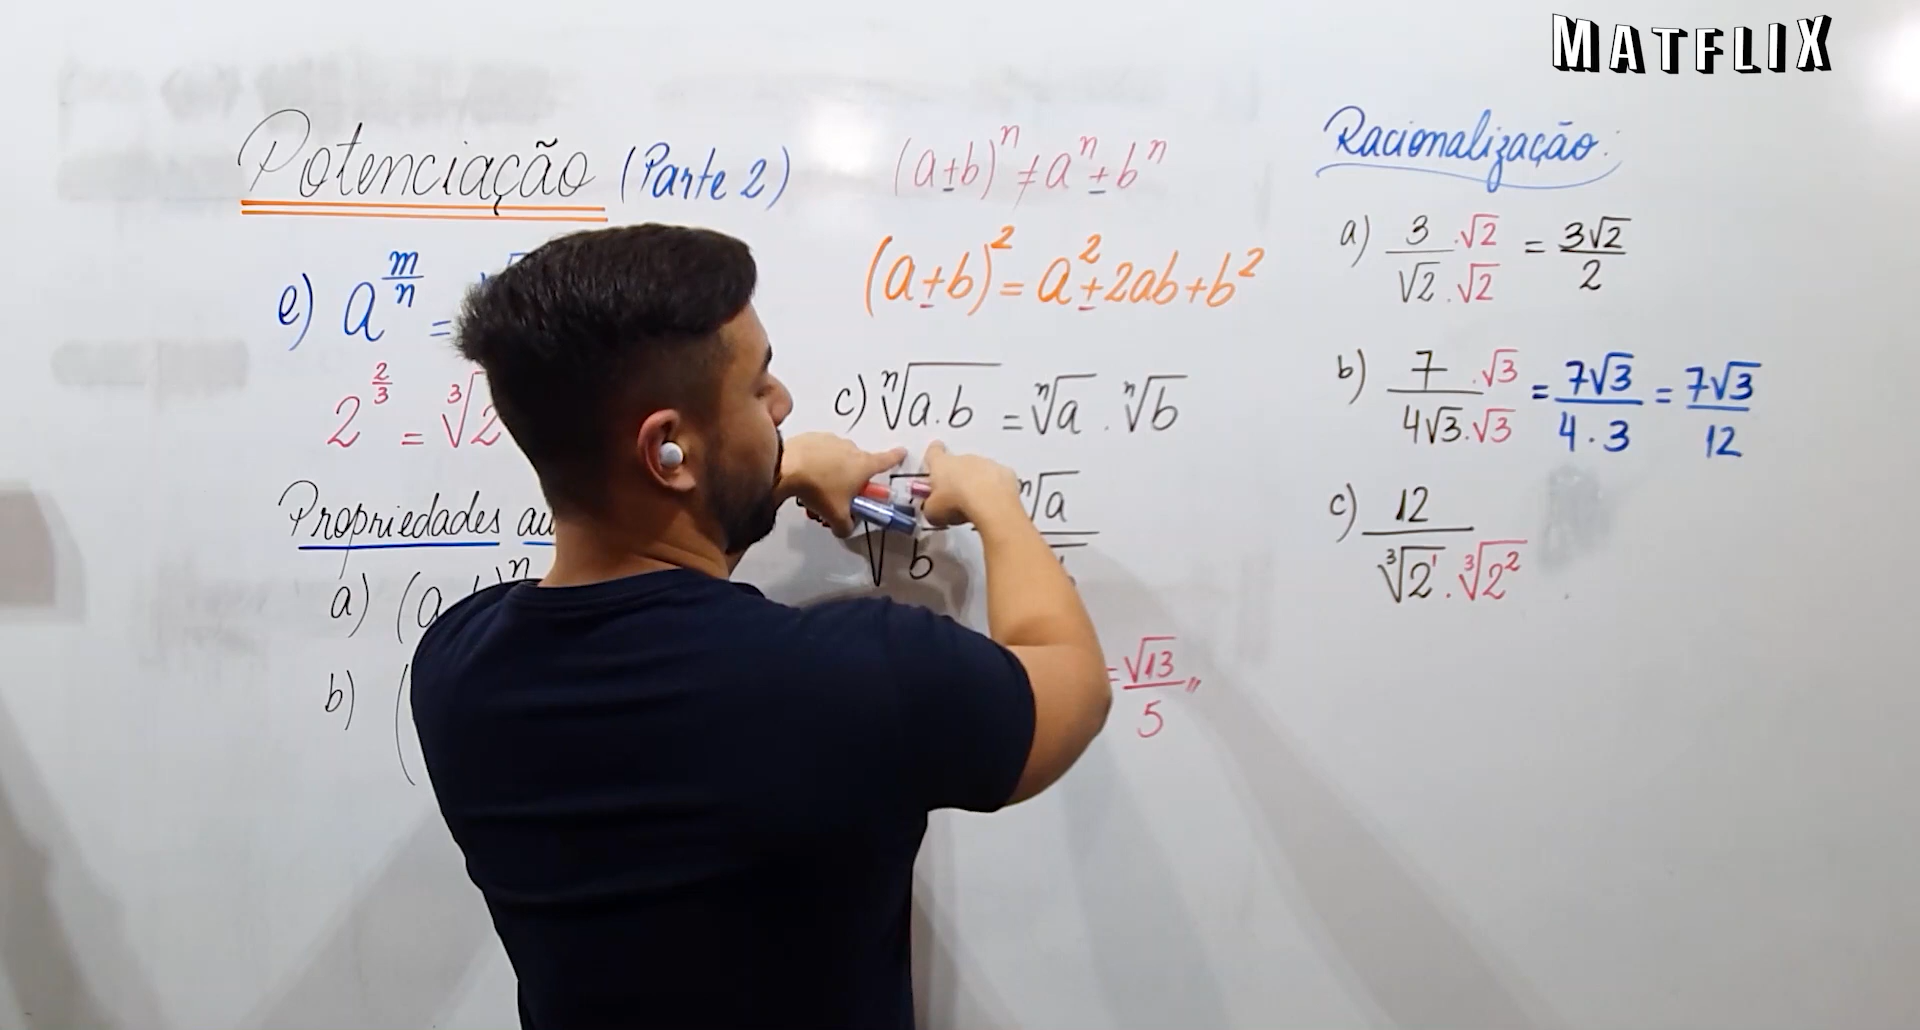 MATFLIX
Potenciação (Parte 2)
e) a^(m/n) =
2^(2/3) = ∛2
Propriedades au
a) (a
n
b) (
(a±b)^n ≠ a^n ± b^n
(a±b)² = a² ± 2ab + b²
c) ⁿ√(a.b) = ⁿ√a . ⁿ√b
ⁿ√a
b
= √13/5 〃
Racionalização:
a) 3/√2 . √2/√2 = 3√2/2
b) 7/4√3 . √3/√3 = 7√3/4.3 = 7√3/12
c) 12/∛2¹ . ∛2²